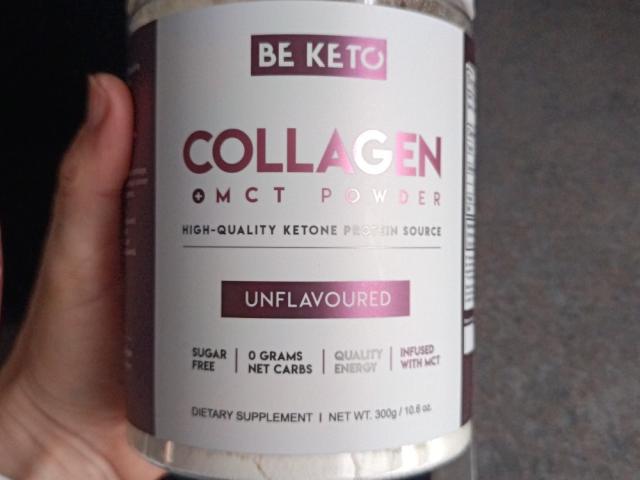 BE KETO
COLLAGEN
+MCT POWDER
HIGH-QUALITY KETONE PROTEIN SOURCE
UNFLAVOURED
SUGAR FREE | 0 GRAMS NET CARBS | QUALITY ENERGY | INFUSED WITH MCT
DIETARY SUPPLEMENT | NET WT. 300g / 10.6 oz.